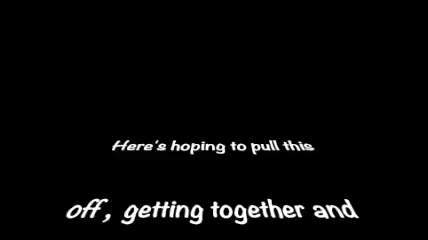 Here's hoping to pull this
off, getting together and